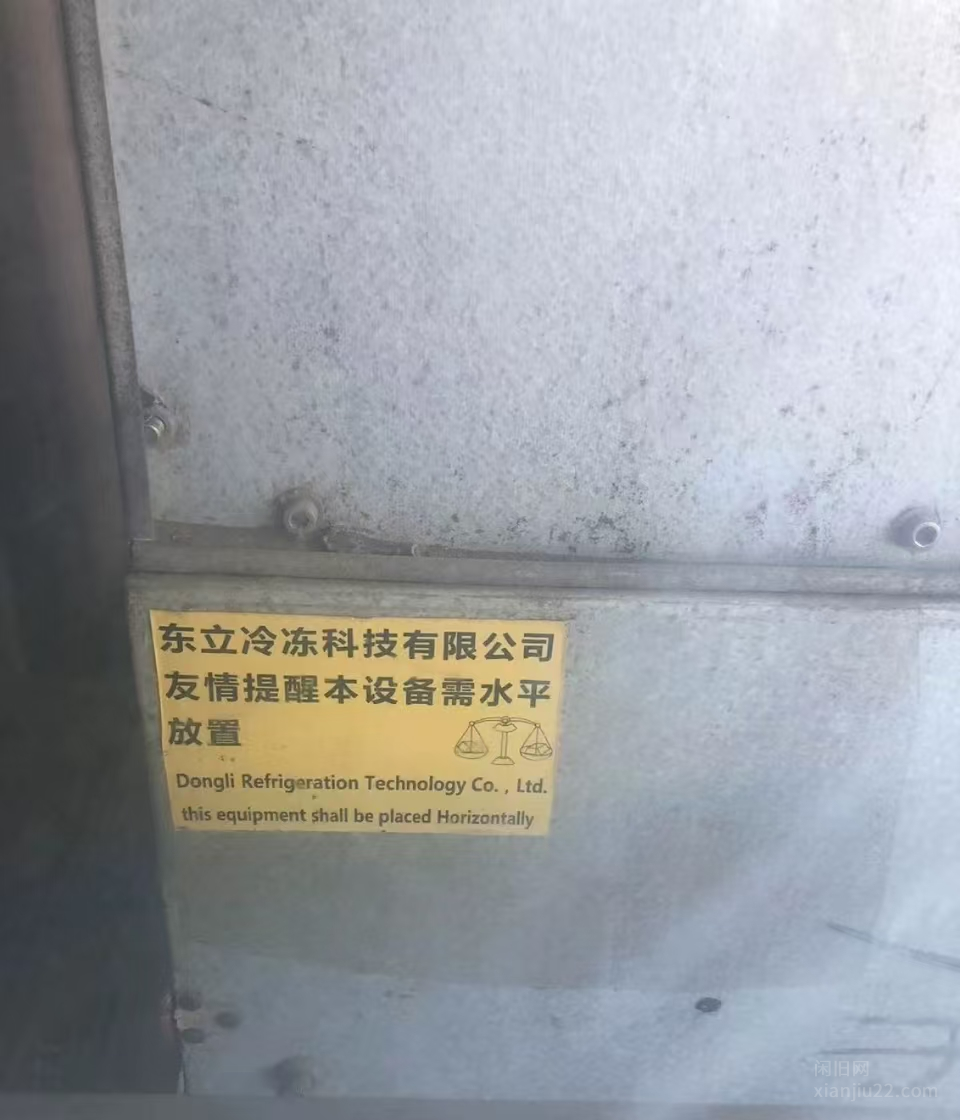 东立冷冻科技有限公司
友情提醒本设备需水平
放置
Dongli Refrigeration Technology Co. , Ltd.
this equipment shall be placed Horizontally
闲旧网
xianjiu22.com